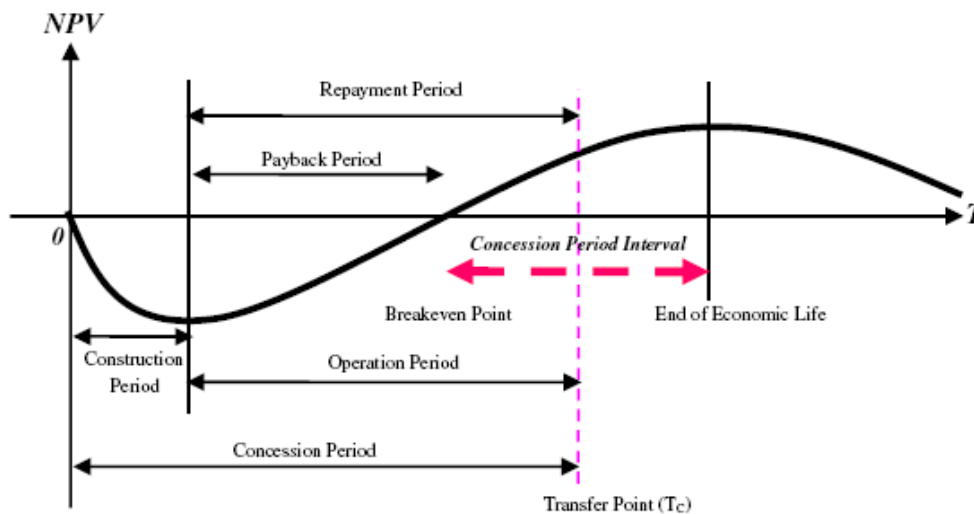 NPV
Repayment Period
Payback Period
0
T
Concession Period Interval
Breakeven Point
End of Economic Life
Construction
Period
Operation Period
Concession Period
Transfer Point (Tc)